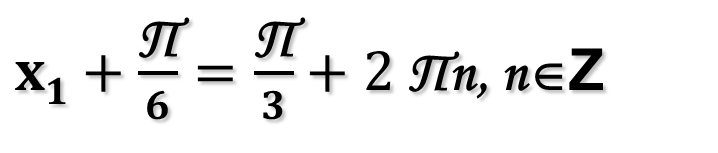 x₁ + π/6 = π/3 + 2 πn, n∈Z